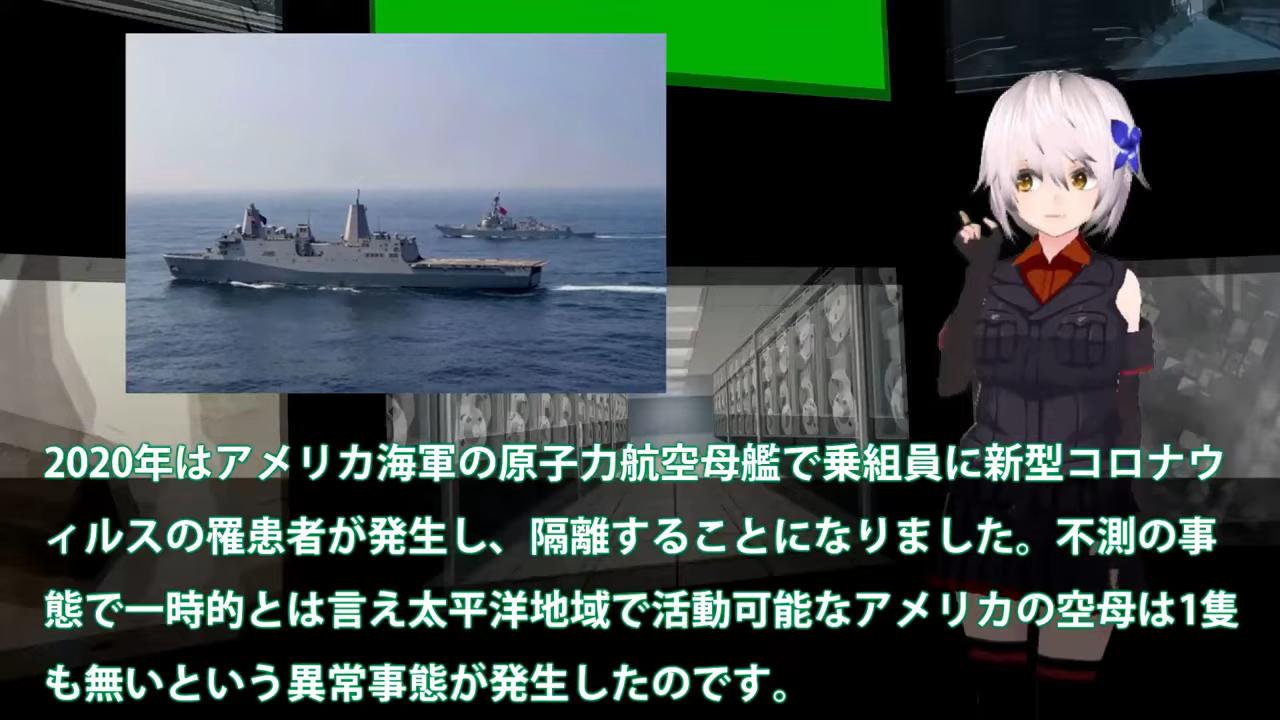 2020年はアメリカ海軍の原子力航空母艦で乗組員に新型コロナウ
ィルスの罹患者が発生し、隔離することになりました。不測の事
態で一時的とは言え太平洋地域で活動可能なアメリカの空母は1隻
も無いという異常事態が発生したのです。